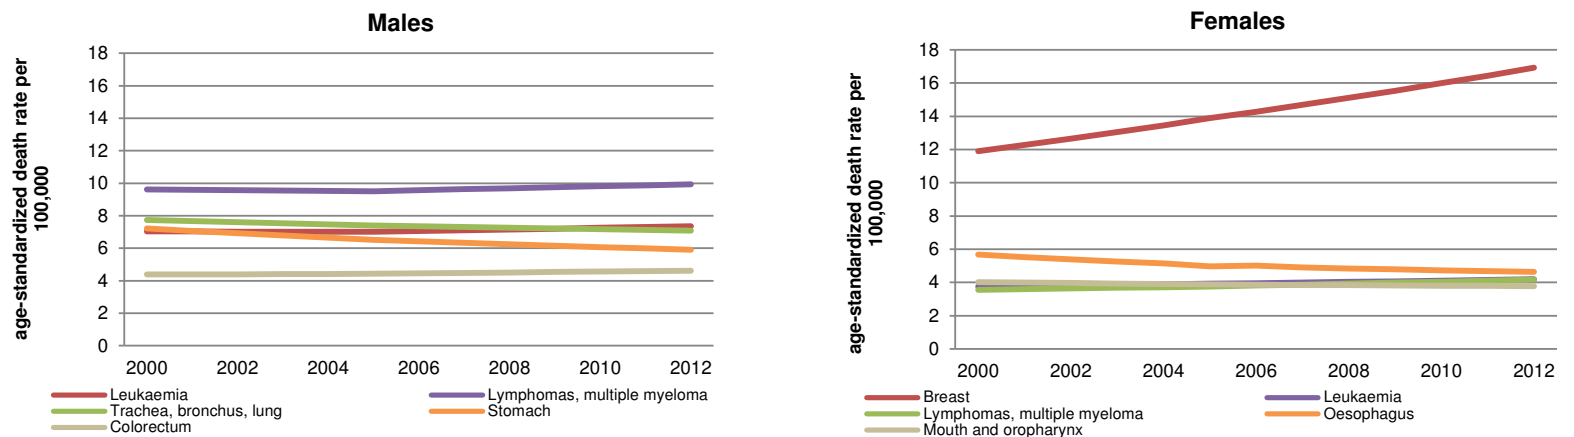 Males
age-standardized death rate per
100,000
18
16
14
12
10
8
6
4
2
0
2000 2002 2004 2006 2008 2010 2012
Leukaemia Lymphomas, multiple myeloma
Trachea, bronchus, lung Stomach
Colorectum
Females
age-standardized death rate per
100,000
18
16
14
12
10
8
6
4
2
0
2000 2002 2004 2006 2008 2010 2012
Breast Leukaemia
Lymphomas, multiple myeloma Oesophagus
Mouth and oropharynx